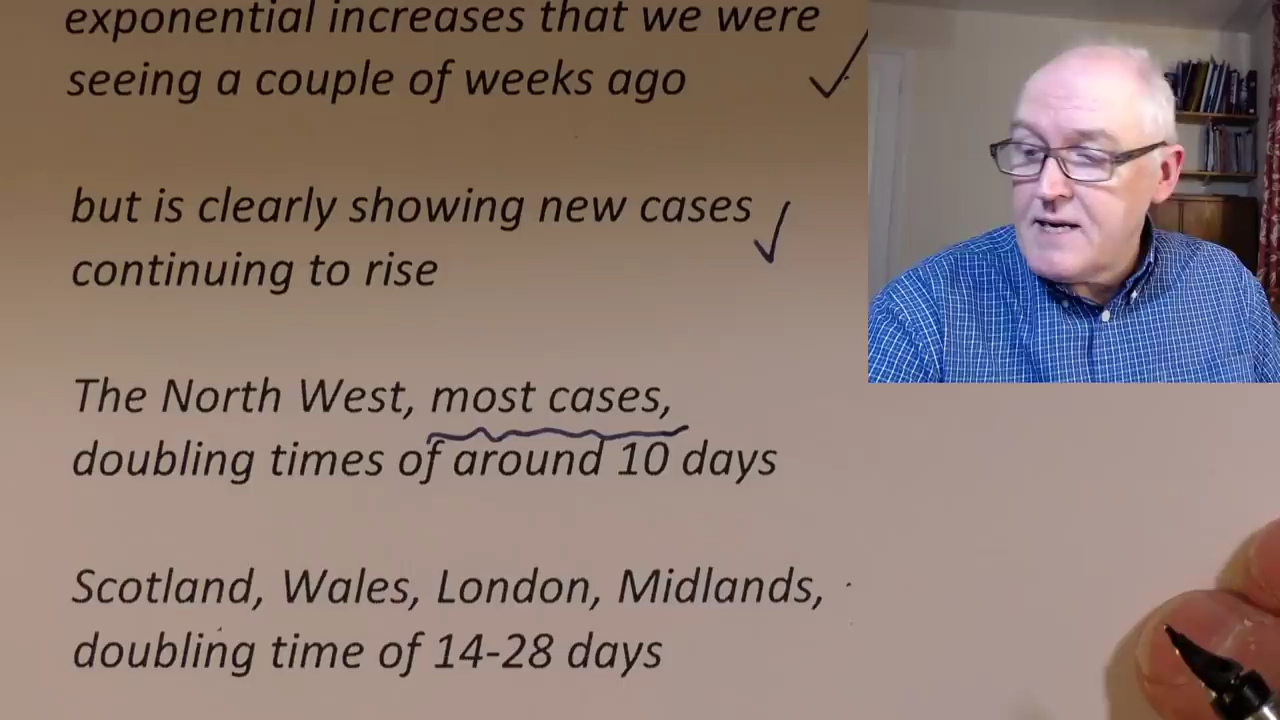 exponential increases that we were
seeing a couple of weeks ago
but is clearly showing new cases
continuing to rise
The North West, most cases,
doubling times of around 10 days
Scotland, Wales, London, Midlands,
doubling time of 14-28 days